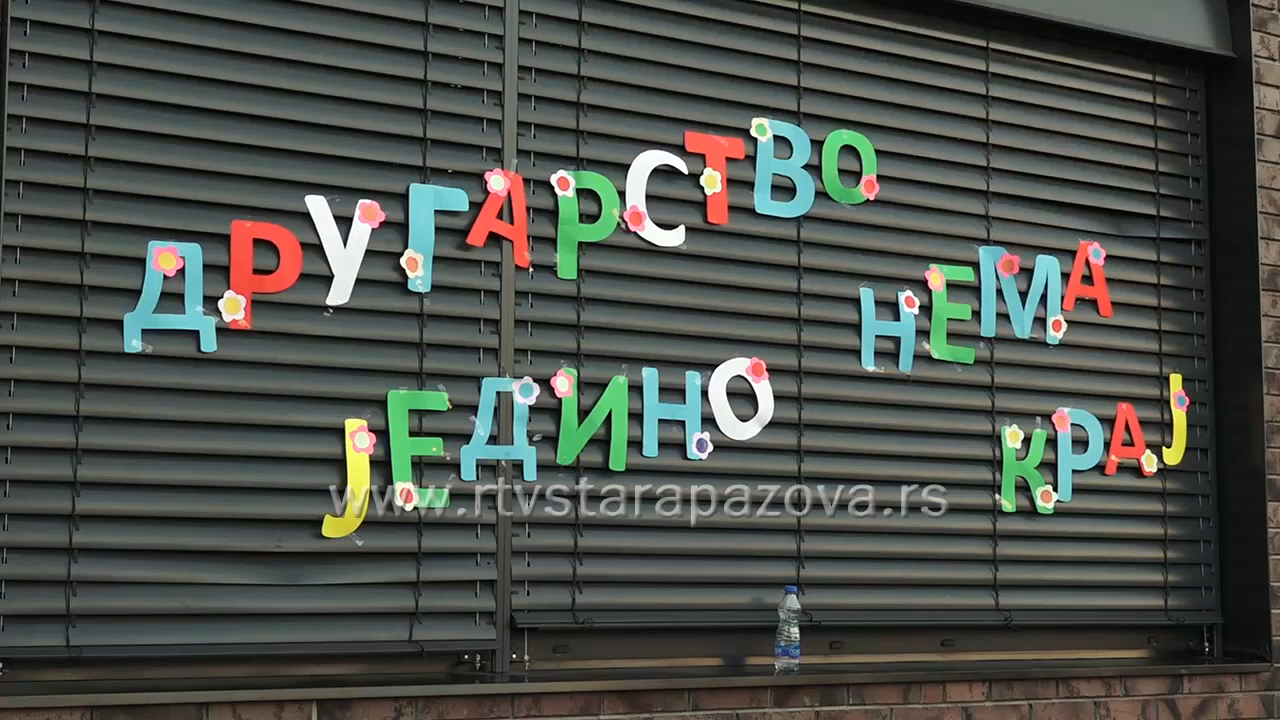 ДРУГАРСТВО
ЈЕДИНО
НЕМА
КРАЈ
www.rtvstarapazova.rs